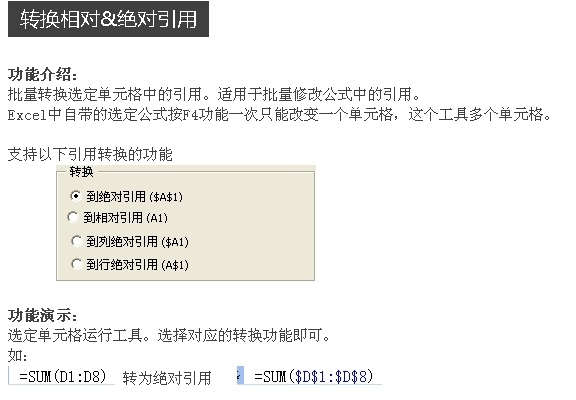 转换相对&绝对引用
功能介绍：
批量转换选定单元格中的引用。适用于批量修改公式中的引用。
Excel中自带的选定公式按F4功能一次只能改变一个单元格，这个工具多个单元格。
支持以下引用转换的功能
转换
到绝对引用 ($A$1)
到相对引用 (A1)
到列绝对引用 ($A1)
到行绝对引用 (A$1)
功能演示：
选定单元格运行工具。选择对应的转换功能即可。
如：
=SUM(D1:D8) 转为绝对引用 =SUM($D$1:$D$8)